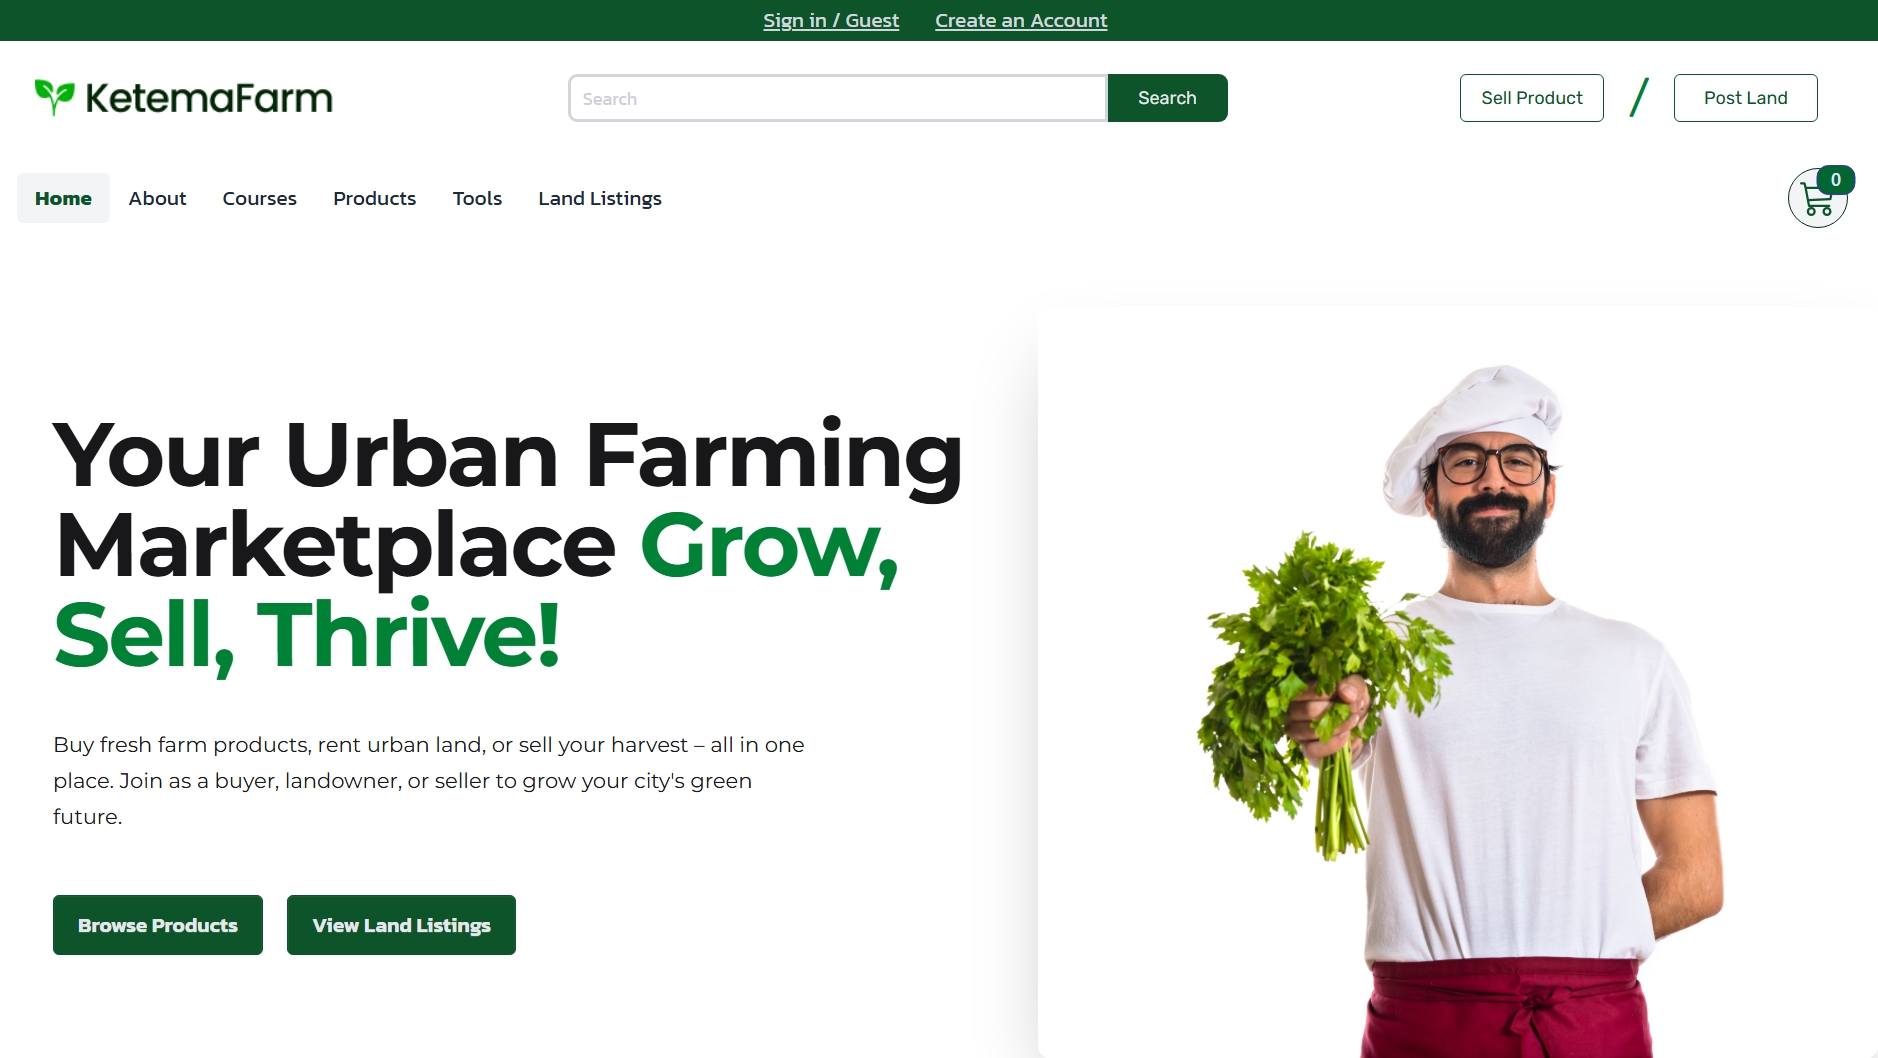 Sign in / Guest
Create an Account
KetemaFarm
Search
Search
Sell Product
/
Post Land
Home
About
Courses
Products
Tools
Land Listings
0
Your Urban Farming
Marketplace Grow,
Sell, Thrive!
Buy fresh farm products, rent urban land, or sell your harvest – all in one
place. Join as a buyer, landowner, or seller to grow your city's green
future.
Browse Products
View Land Listings